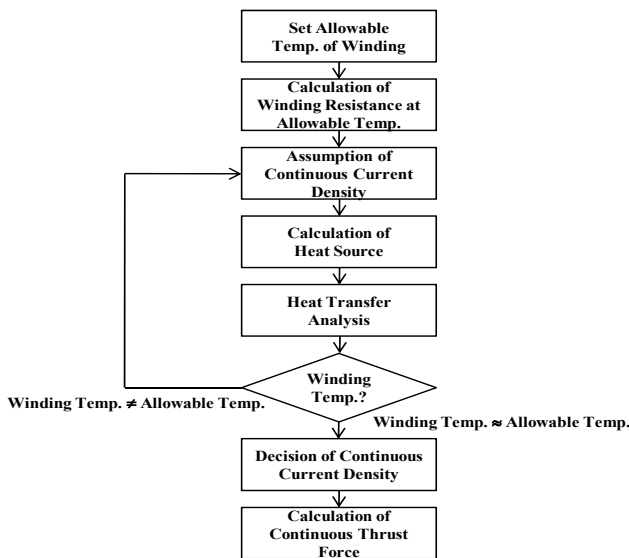 Set Allowable
Temp. of Winding
Calculation of
Winding Resistance at
Allowable Temp.
Assumption of
Continuous Current
Density
Calculation of
Heat Source
Heat Transfer
Analysis
Winding
Temp.?
Winding Temp. ≠ Allowable Temp.
Winding Temp. ≈ Allowable Temp.
Decision of Continuous
Current Density
Calculation of
Continuous Thrust
Force